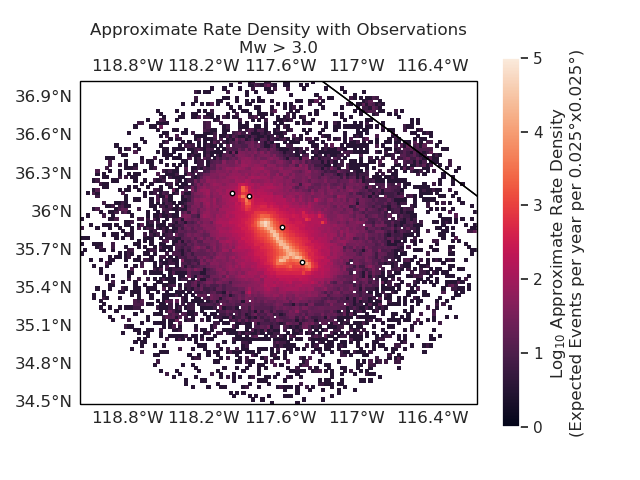 Approximate Rate Density with Observations
Mw > 3.0
118.8°W 118.2°W 117.6°W 117°W 116.4°W
36.9°N
36.6°N
36.3°N
36°N
35.7°N
35.4°N
35.1°N
34.8°N
34.5°N
118.8°W 118.2°W 117.6°W 117°W 116.4°W
5
4
3
2
1
0
Log₁₀ Approximate Rate Density
(Expected Events per year per 0.025°x0.025°)